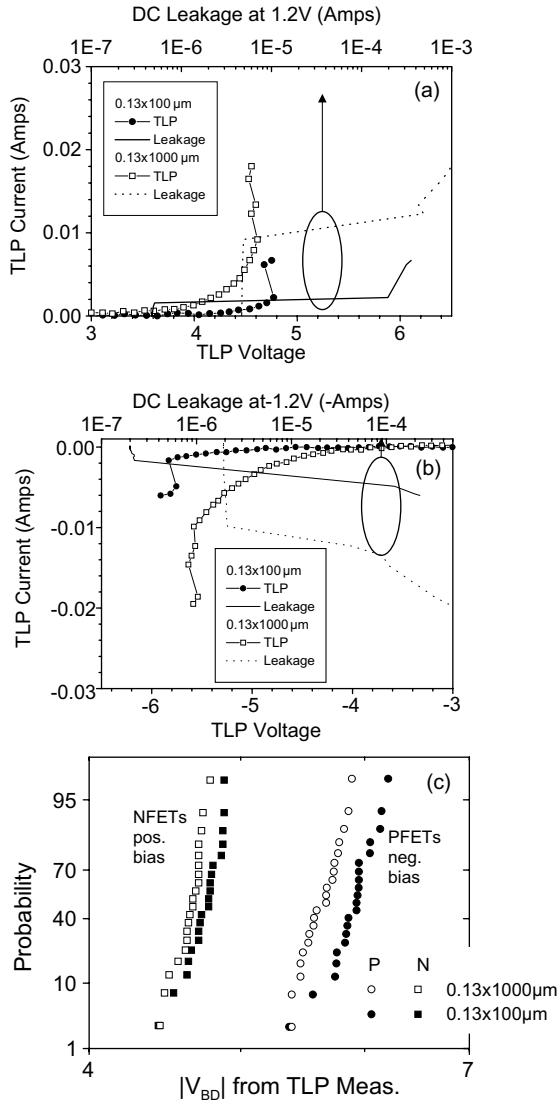 DC Leakage at 1.2V (Amps)
1E-7 1E-6 1E-5 1E-4 1E-3
0.03
0.02
0.01
0.00
TLP Current (Amps)
(a)
0.13x100 µm
TLP
Leakage
0.13x1000 µm
TLP
Leakage
3 4 5 6
TLP Voltage
DC Leakage at-1.2V (-Amps)
1E-7 1E-6 1E-5 1E-4
0.00
-0.01
-0.02
-0.03
TLP Current (Amps)
(b)
0.13x100 µm
TLP
Leakage
0.13x1000 µm
TLP
Leakage
-6 -5 -4 -3
TLP Voltage
(c)
95
70
40
10
1
Probability
NFETs
pos.
bias
PFETs
neg.
bias
P N
0.13x1000µm
0.13x100µm
4 7
|VBD| from TLP Meas.